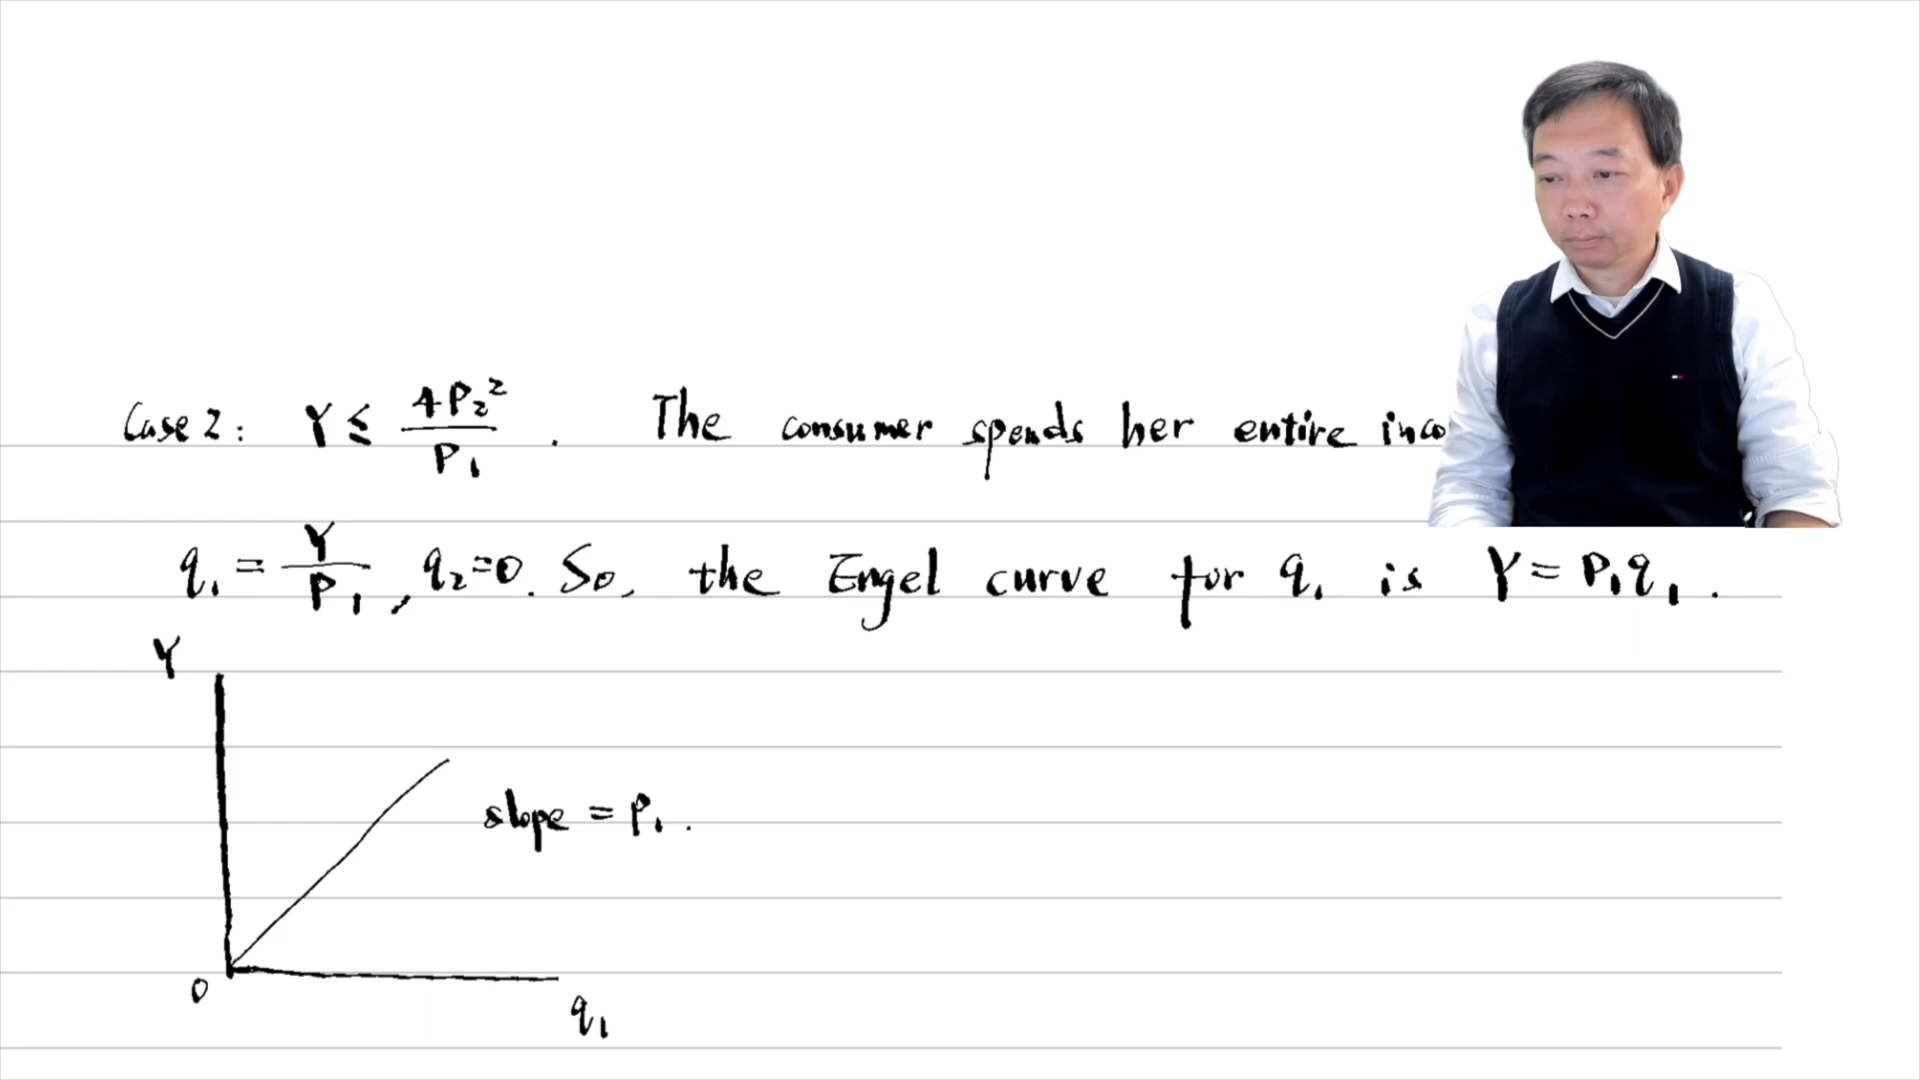 Case 2: Y ≤ 4P₂²/P₁ . The consumer spends her entire inco
q₁ = Y/P₁, q₂=0. So, the Engel curve for q₁ is Y = P₁q₁.
Y
slope = P₁.
0
q₁